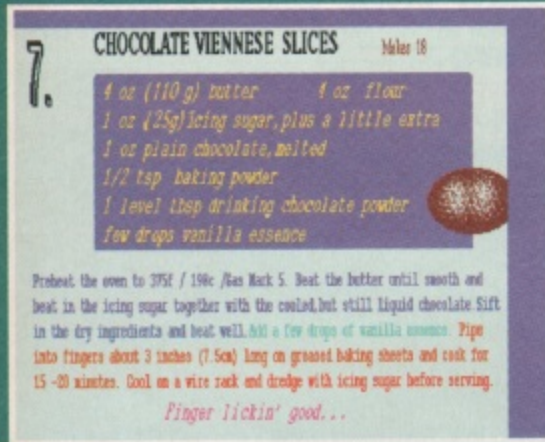 7.
CHOCOLATE VIENNESE SLICES Makes 18
4 oz (110 g) butter 4 oz flour
1 oz (25g) icing sugar, plus a little extra
1 oz plain chocolate, melted
1/2 tsp baking powder
1 level tbsp drinking chocolate powder
few drops vanilla essence
Preheat the oven to 375f / 190c /Gas Mark 5. Beat the butter until smooth and
beat in the icing sugar together with the cooled, but still liquid chocolate. Sift
in the dry ingredients and beat well. Add a few drops of vanilla essence. Pipe
into fingers about 3 inches (7.5cm) long on greased baking sheets and cook for
15 -20 minutes. Cool on a wire rack and dredge with icing sugar before serving.
Finger lickin' good...